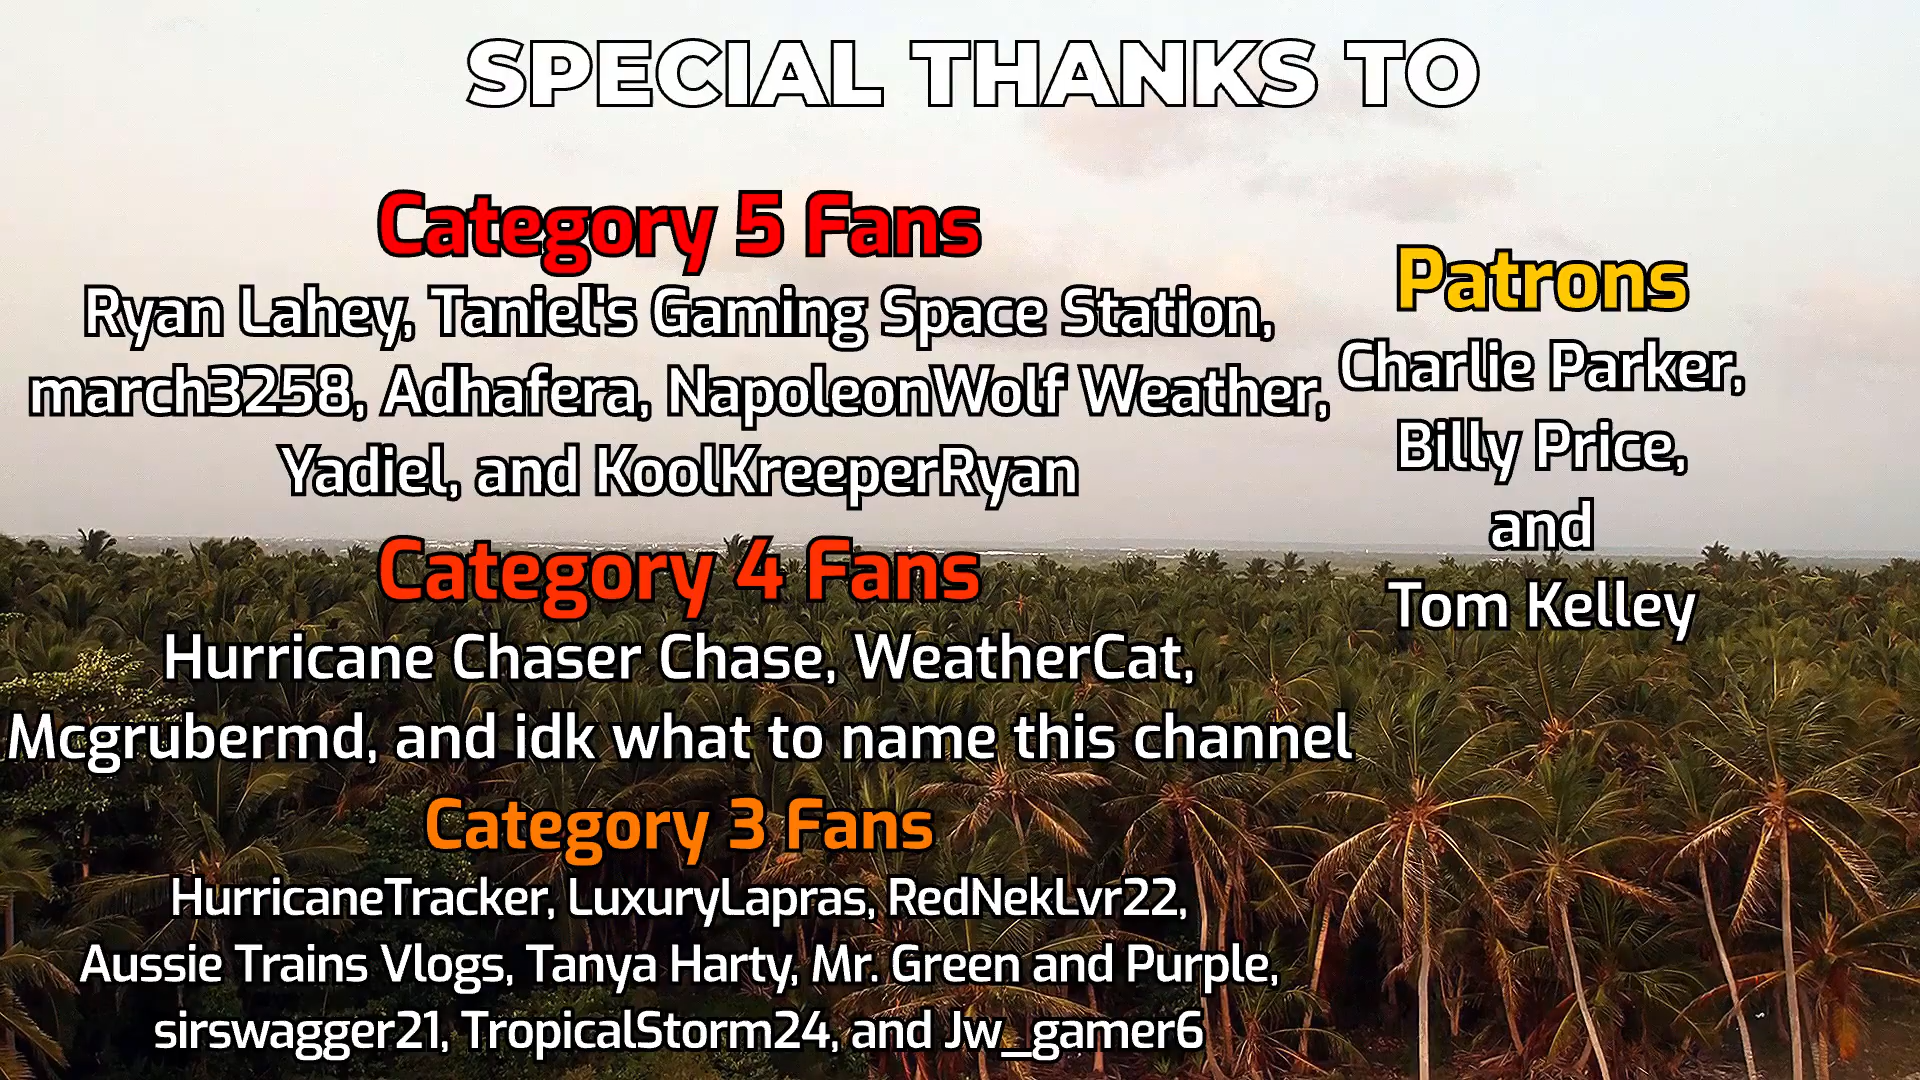 SPECIAL THANKS TO
Category 5 Fans
Ryan Lahey, Taniel's Gaming Space Station,
march3258, Adhafera, NapoleonWolf Weather,
Yadiel, and KoolKreeperRyan
Category 4 Fans
Hurricane Chaser Chase, WeatherCat,
Mcgrubermd, and idk what to name this channel
Category 3 Fans
HurricaneTracker, LuxuryLapras, RedNekLvr22,
Aussie Trains Vlogs, Tanya Harty, Mr. Green and Purple,
sirswagger21, TropicalStorm24, and Jw_gamer6
Patrons
Charlie Parker,
Billy Price,
and
Tom Kelley